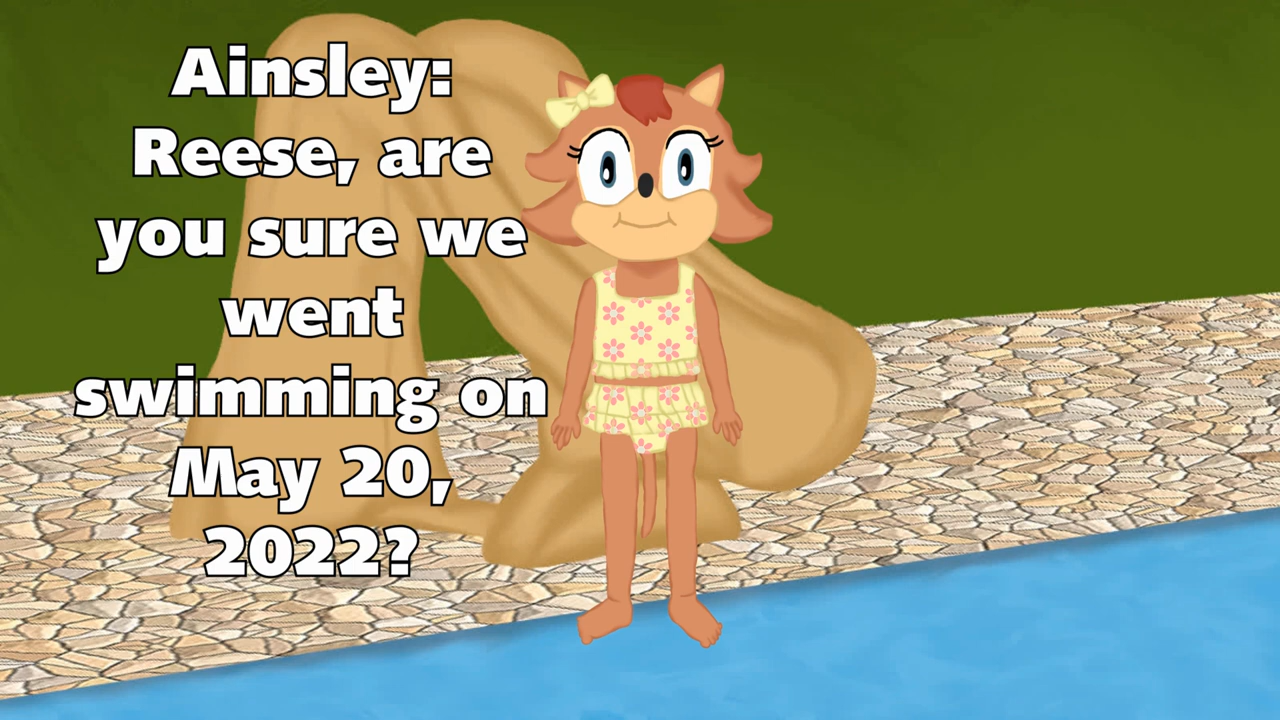 Ainsley:
Reese, are
you sure we
went
swimming on
May 20,
2022?